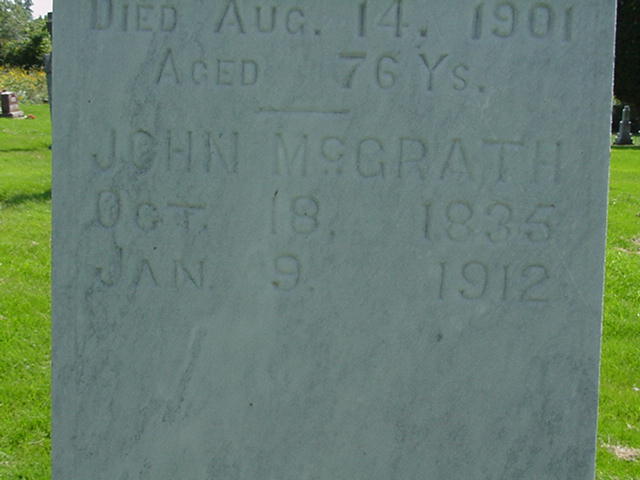 DIED AUG. 14. 1901
AGED 76 YS.
JOHN McGRATH
OCT. 18. 1835
JAN. 9. 1912